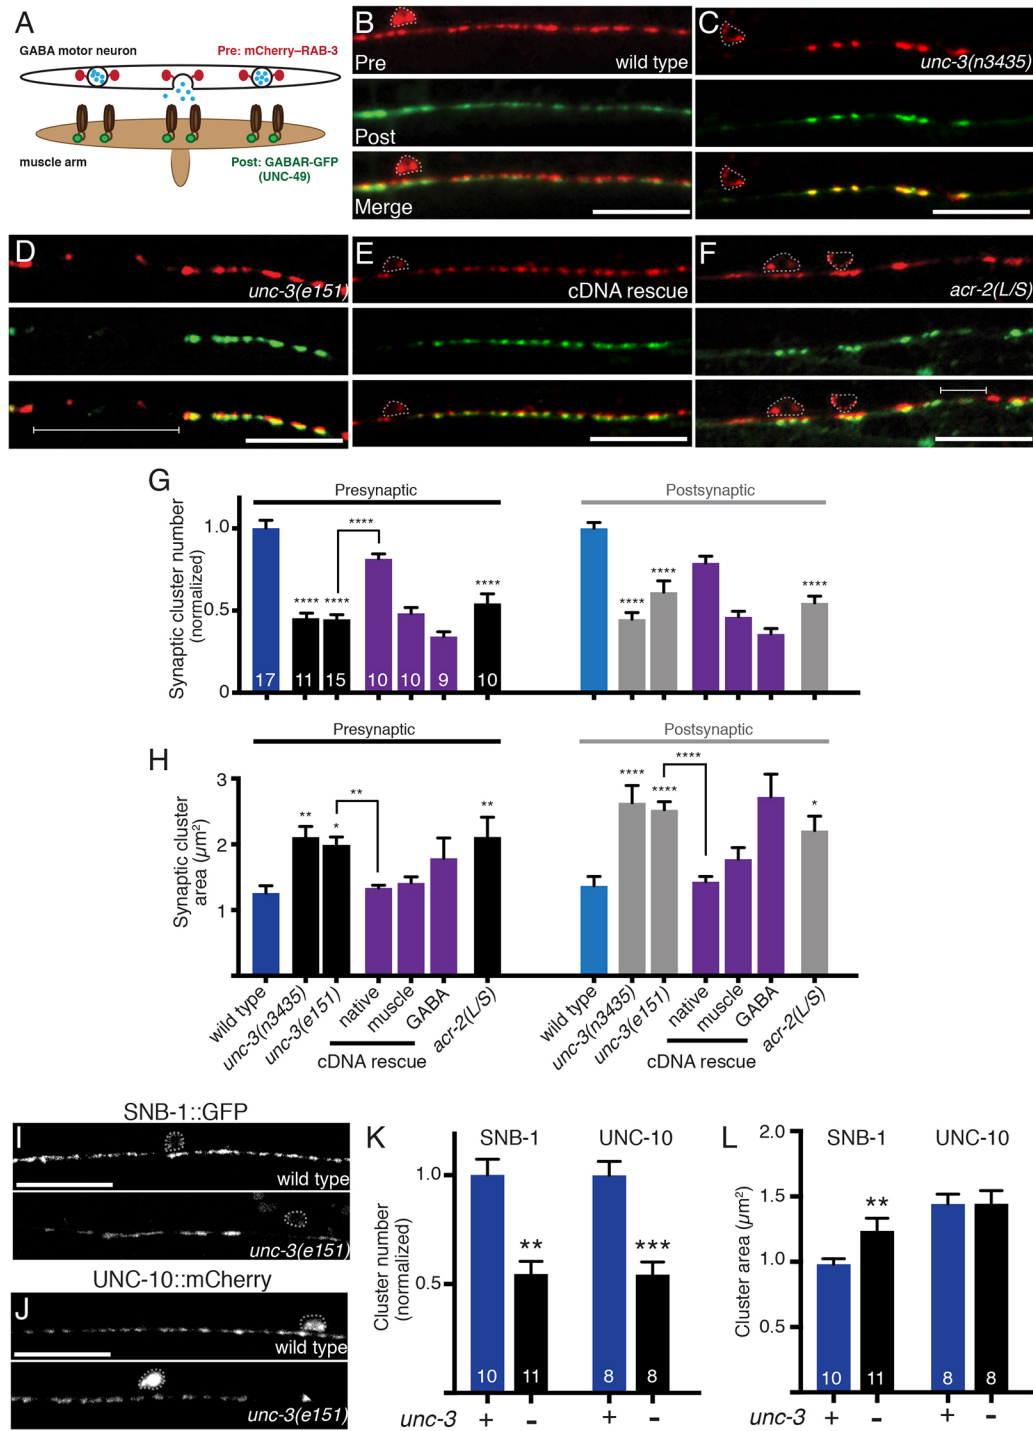 A
GABA motor neuron
Pre: mCherry–RAB-3
muscle arm
Post: GABAR-GFP
(UNC-49)
B
Pre
wild type
Post
Merge
C
unc-3(n3435)
D
unc-3(e151)
E
cDNA rescue
F
acr-2(L/S)
G
Presynaptic
Postsynaptic
Synaptic cluster number
(normalized)
1.0
0.5
0
****
****
****
****
****
****
****
17
11
15
10
10
9
10
H
Presynaptic
Postsynaptic
Synaptic cluster
area (µm²)
3
2
1
**
*
**
**
****
****
****
*
wild type
unc-3(n3435)
unc-3(e151)
native
muscle
GABA
acr-2(L/S)
cDNA rescue
wild type
unc-3(n3435)
unc-3(e151)
native
muscle
GABA
acr-2(L/S)
cDNA rescue
SNB-1::GFP
I
wild type
unc-3(e151)
UNC-10::mCherry
J
wild type
unc-3(e151)
K
SNB-1
UNC-10
Cluster number
(normalized)
1.0
0.5
**
***
10
11
8
8
unc-3
+
-
+
-
L
SNB-1
UNC-10
Cluster area (µm²)
2.0
1.5
1.0
0.5
**
10
11
8
8
unc-3
+
-
+
-